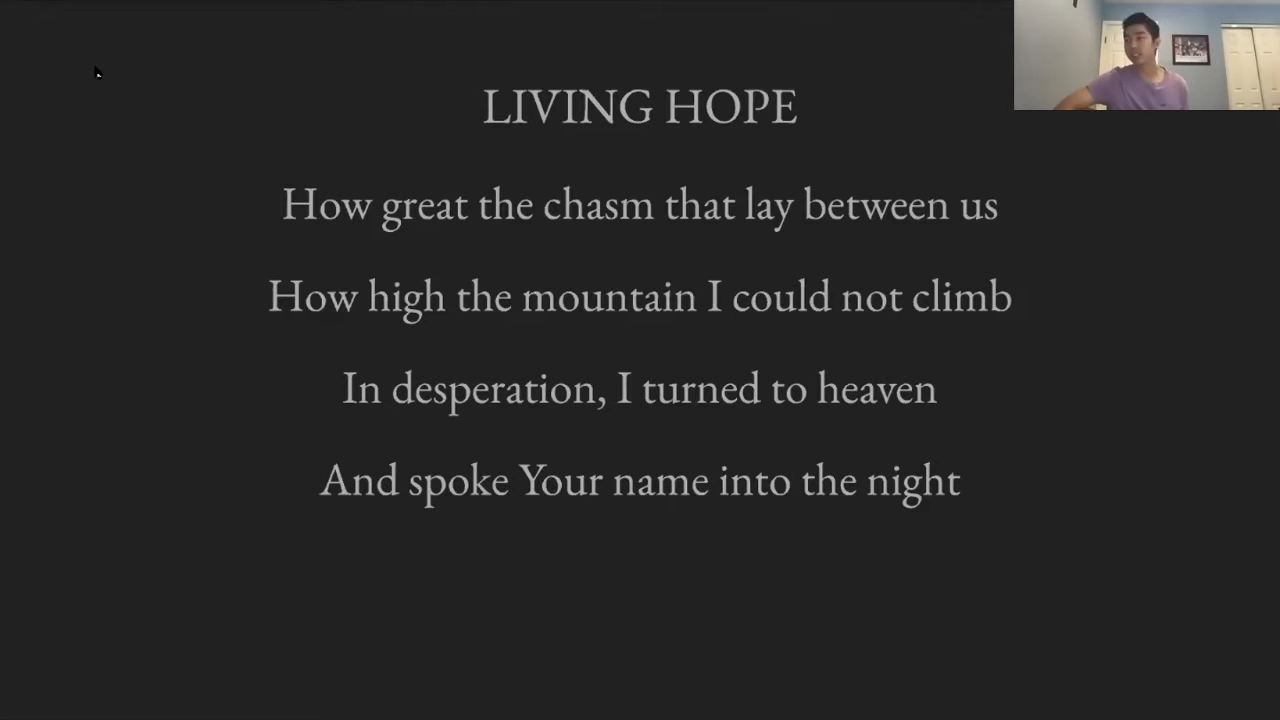 LIVING HOPE
How great the chasm that lay between us
How high the mountain I could not climb
In desperation, I turned to heaven
And spoke Your name into the night